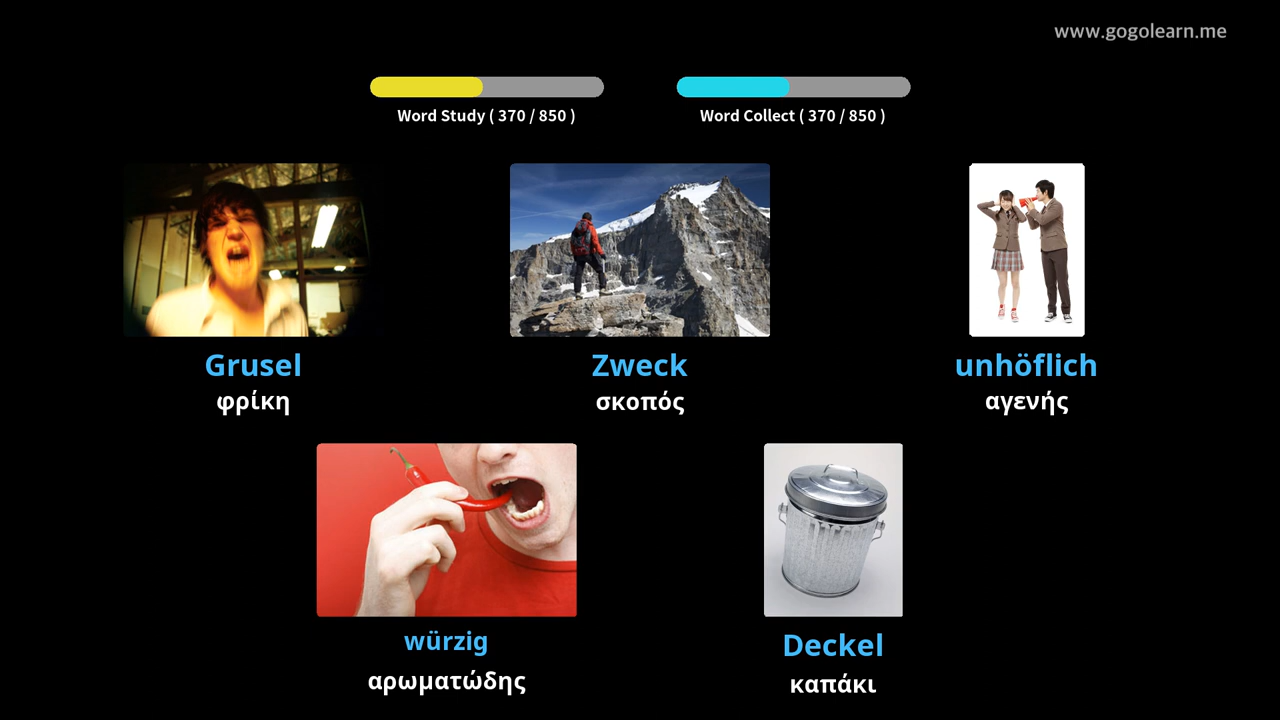 www.gogolearn.me
Word Study ( 370 / 850 )
Word Collect ( 370 / 850 )
Grusel
φρίκη
Zweck
σκοπός
unhöflich
αγενής
würzig
αρωματώδης
Deckel
καπάκι